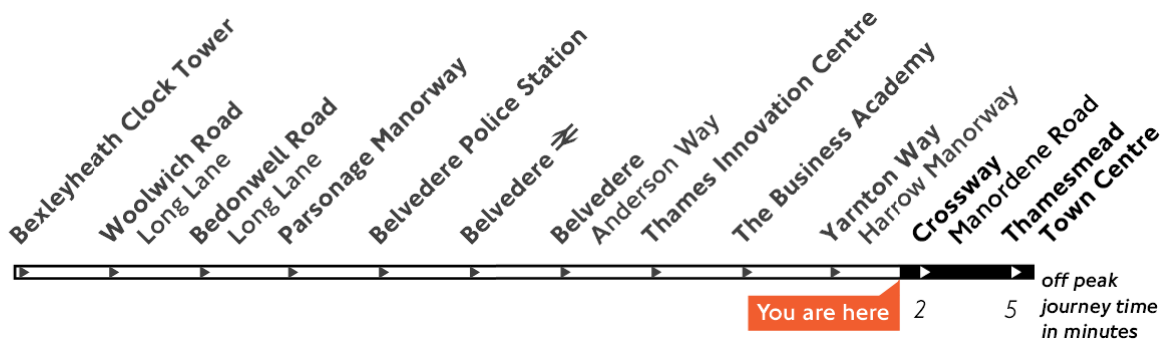 Bexleyheath Clock Tower
Woolwich Road
Long Lane
Bedonwell Road
Long Lane
Parsonage Manorway
Belvedere Police Station
Belvedere
Belvedere
Anderson Way
Thames Innovation Centre
The Business Academy
Yarnton Way
Harrow Manorway
Crossway
Manordene Road
Thamesmead
Town Centre
You are here
2
5
off peak
journey time
in minutes